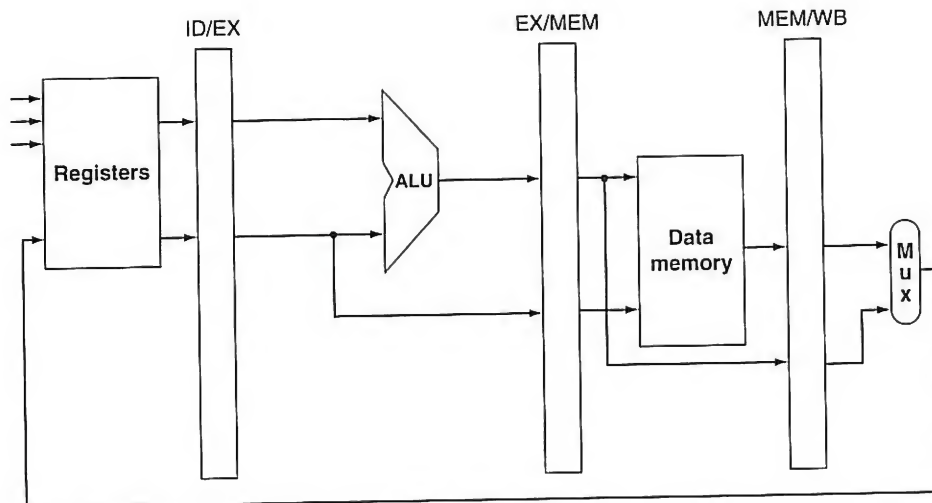 ID/EX
EX/MEM
MEM/WB
Registers
ALU
Data
memory
M
u
x